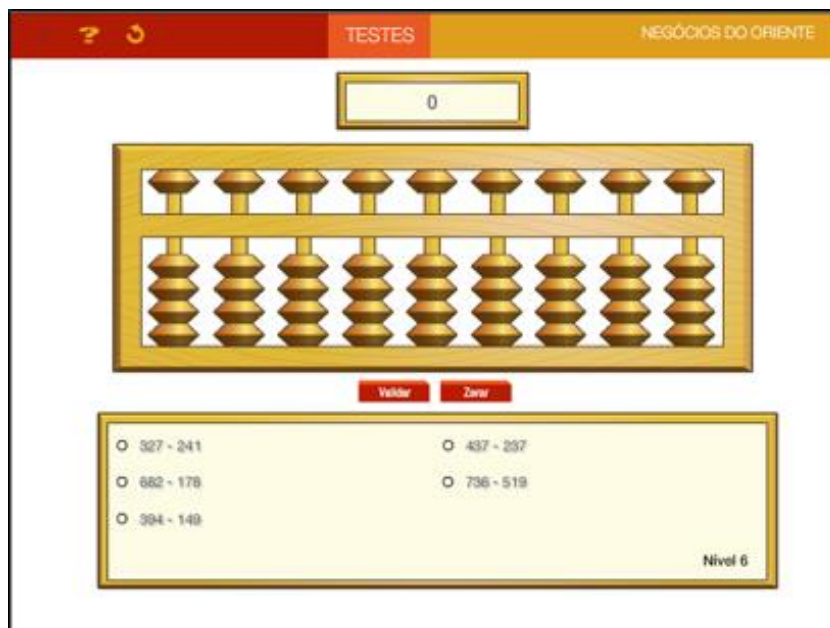 ?
TESTES
NEGÓCIOS DO ORIENTE
0
Validar
Zerar
327 - 241
437 - 237
682 - 178
736 - 519
394 - 149
Nível 6